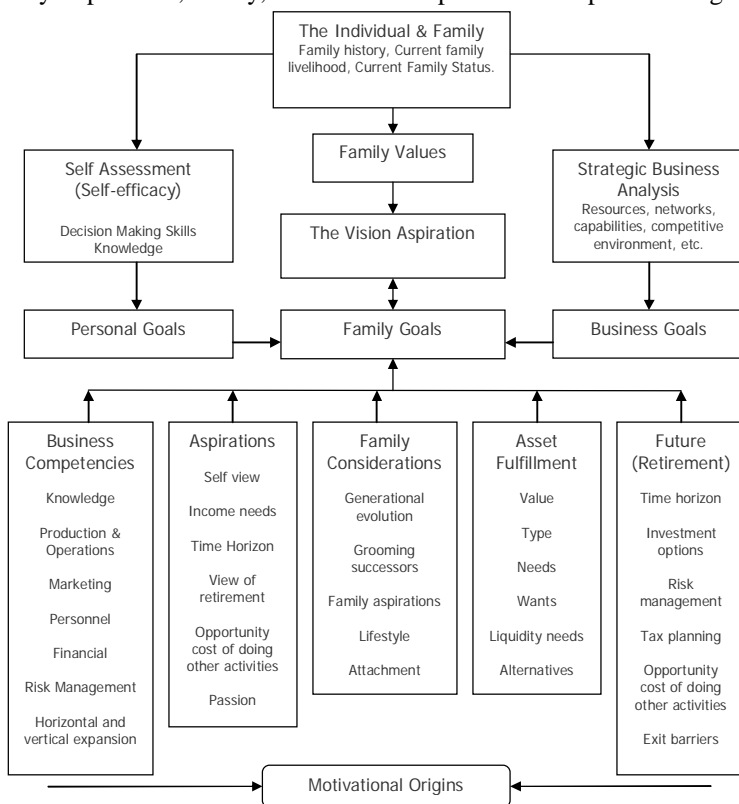 The Individual & Family
Family history, Current family
livelihood, Current Family Status.
Self Assessment
(Self-efficacy)
Decision Making Skills
Knowledge
Family Values
The Vision Aspiration
Strategic Business
Analysis
Resources, networks,
capabilities, competitive
environment, etc.
Personal Goals
Family Goals
Business Goals
Business
Competencies
Knowledge
Production &
Operations
Marketing
Personnel
Financial
Risk Management
Horizontal and
vertical expansion
Aspirations
Self view
Income needs
Time Horizon
View of
retirement
Opportunity
cost of doing
other activities
Passion
Family
Considerations
Generational
evolution
Grooming
successors
Family aspirations
Lifestyle
Attachment
Asset
Fulfillment
Value
Type
Needs
Wants
Liquidity needs
Alternatives
Future
(Retirement)
Time horizon
Investment
options
Risk
management
Tax planning
Opportunity
cost of doing
other activities
Exit barriers
Motivational Origins